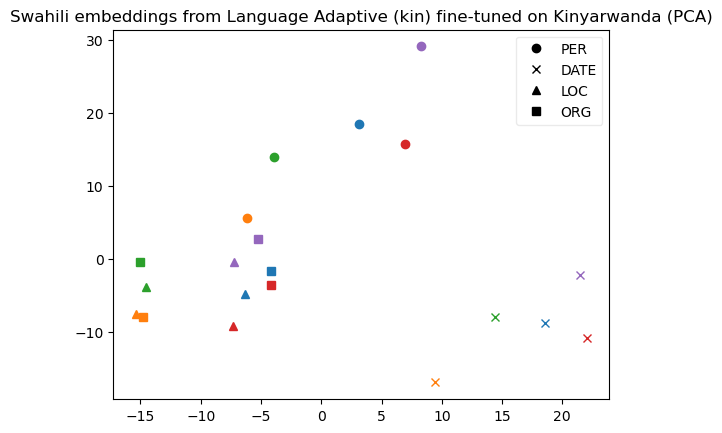 Swahili embeddings from Language Adaptive (kin) fine-tuned on Kinyarwanda (PCA)
PER
DATE
LOC
ORG
30
20
10
0
−10
−15
−10
−5
0
5
10
15
20